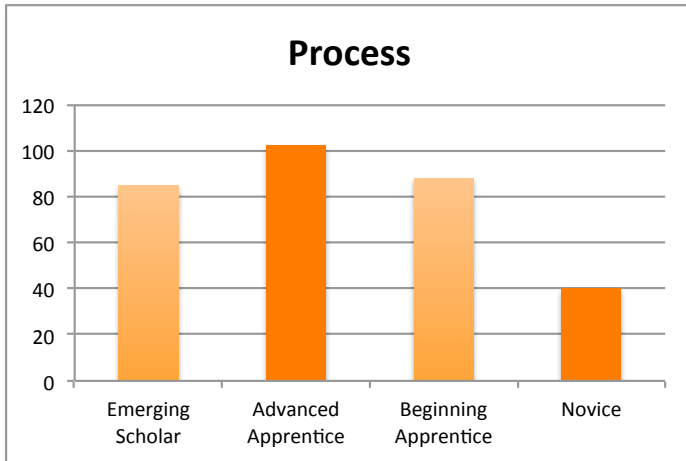 Process
120
100
80
60
40
20
0
Emerging Scholar
Advanced Apprentice
Beginning Apprentice
Novice